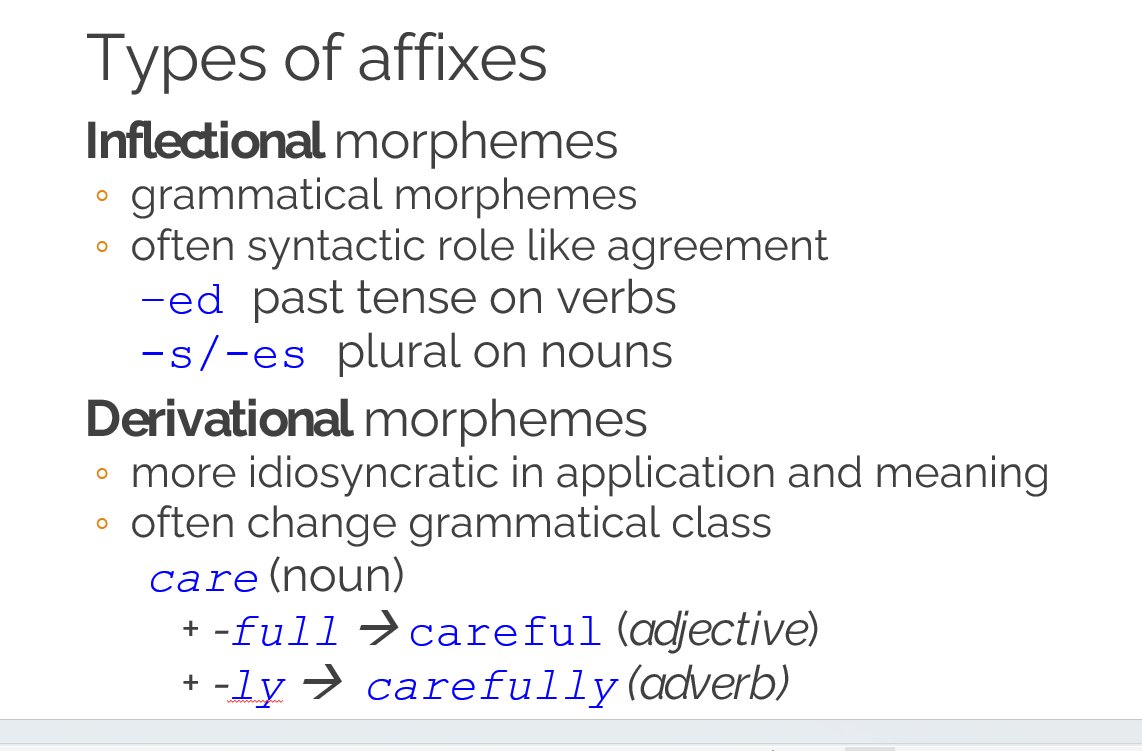 Types of affixes
Inflectional morphemes
◦ grammatical morphemes
◦ often syntactic role like agreement
–ed past tense on verbs
-s/-es plural on nouns
Derivational morphemes
◦ more idiosyncratic in application and meaning
◦ often change grammatical class
care (noun)
+ -full → careful (adjective)
+ -ly → carefully (adverb)